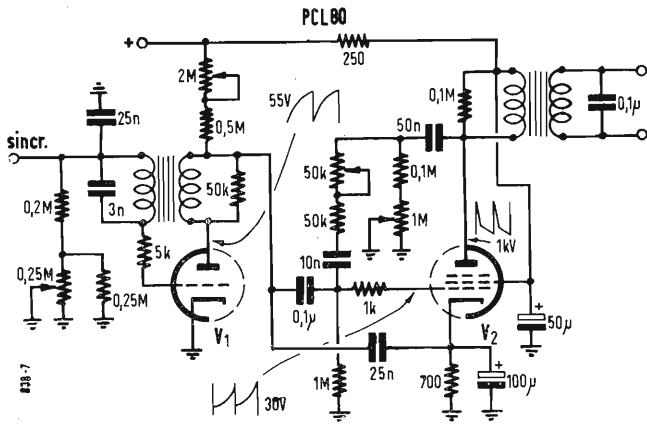 PCL80
+
250
2M
0,5M
55V
50n
0,1M
0,1µ
25n
sincr.
50k
50k
0,1M
0,2M
3n
50k
1M
1kV
5k
10n
0,25M
0,25M
0,1µ
1k
V1
V2
+
50µ
25n
1M
700
+
100µ
30V
838-7